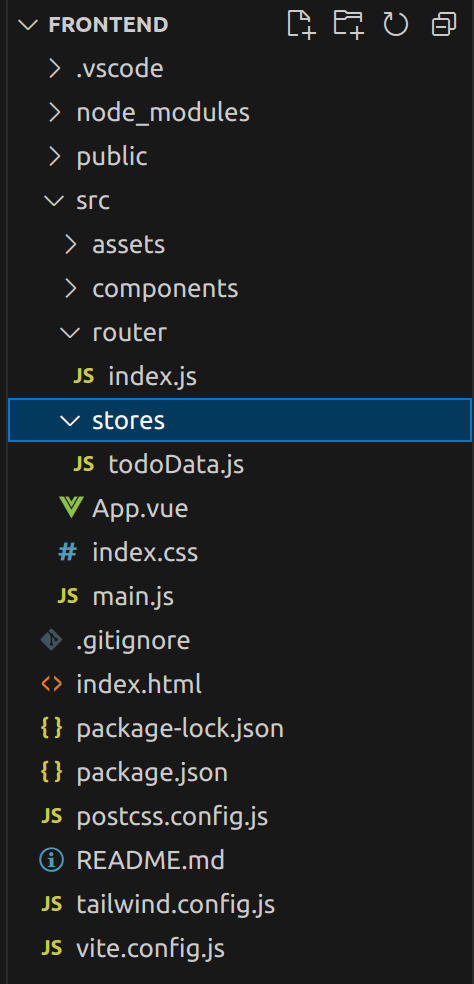 FRONTEND
.vscode
node_modules
public
src
assets
components
router
JS index.js
stores
JS todoData.js
App.vue
# index.css
JS main.js
.gitignore
<> index.html
{} package-lock.json
{} package.json
JS postcss.config.js
README.md
JS tailwind.config.js
JS vite.config.js